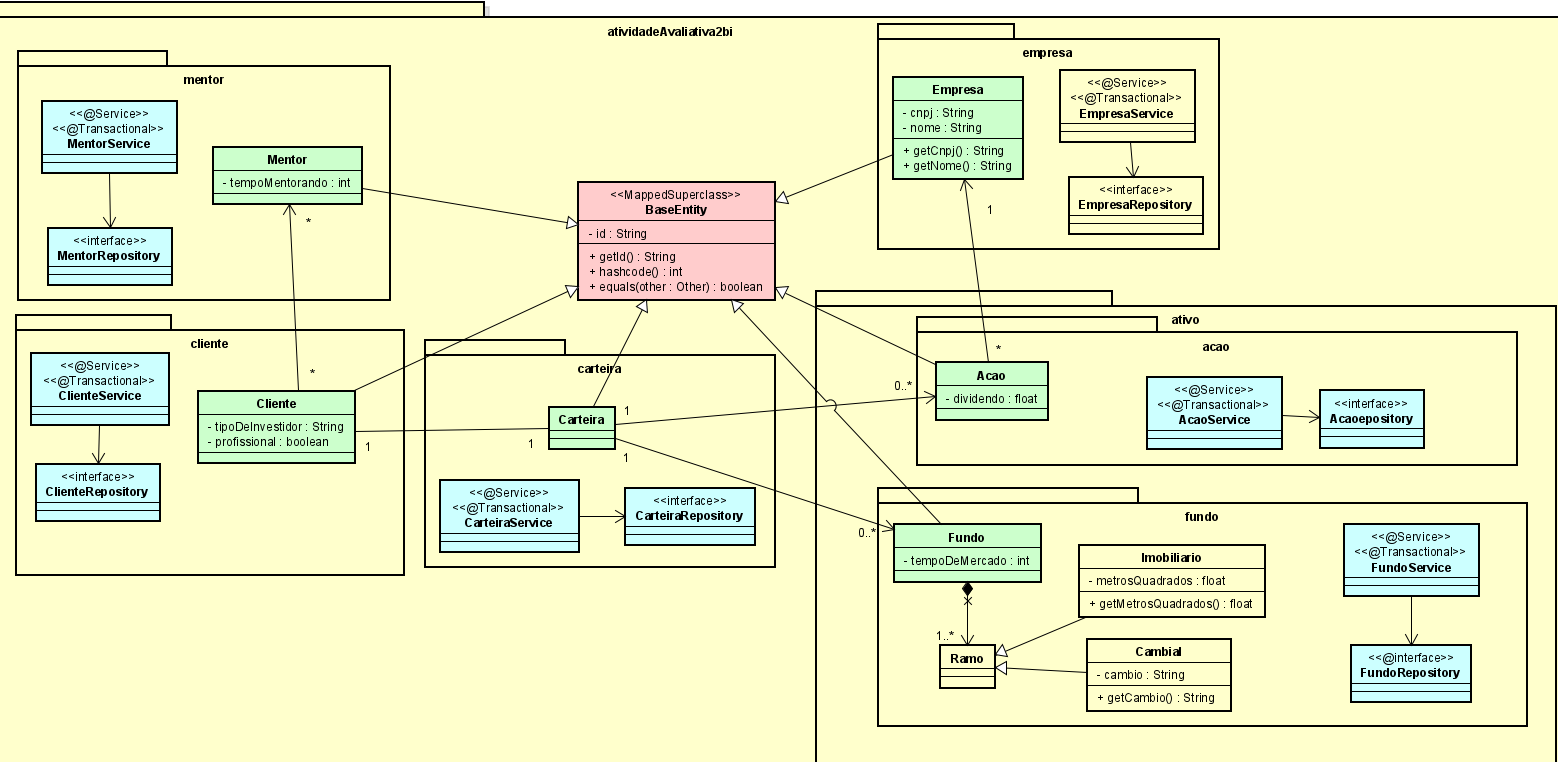 atividadeAvaliativa2bi
mentor
<<@Service>>
<<@Transactional>>
MentorService
<<interface>>
MentorRepository
Mentor
- tempoMentorando : int
*
*
cliente
<<@Service>>
<<@Transactional>>
ClienteService
<<interface>>
ClienteRepository
Cliente
- tipoDeInvestidor : String
- profissional : boolean
1
1
<<MappedSuperclass>>
BaseEntity
- id : String
+ getId() : String
+ hashcode() : int
+ equals(other : Other) : boolean
carteira
Carteira
1
1
<<@Service>>
<<@Transactional>>
CarteiraService
<<interface>>
CarteiraRepository
empresa
Empresa
- cnpj : String
- nome : String
+ getCnpj() : String
+ getNome() : String
<<@Service>>
<<@Transactional>>
EmpresaService
<<interface>>
EmpresaRepository
1
*
ativo
acao
0..*
Acao
- dividendo : float
<<@Service>>
<<@Transactional>>
AcaoService
<<interface>>
Acaoepository
fundo
0..*
Fundo
- tempoDeMercado : int
1..*
Ramo
Imobiliario
- metrosQuadrados : float
+ getMetrosQuadrados() : float
Cambial
- cambio : String
+ getCambio() : String
<<@Service>>
<<@Transactional>>
FundoService
<<@interface>>
FundoRepository